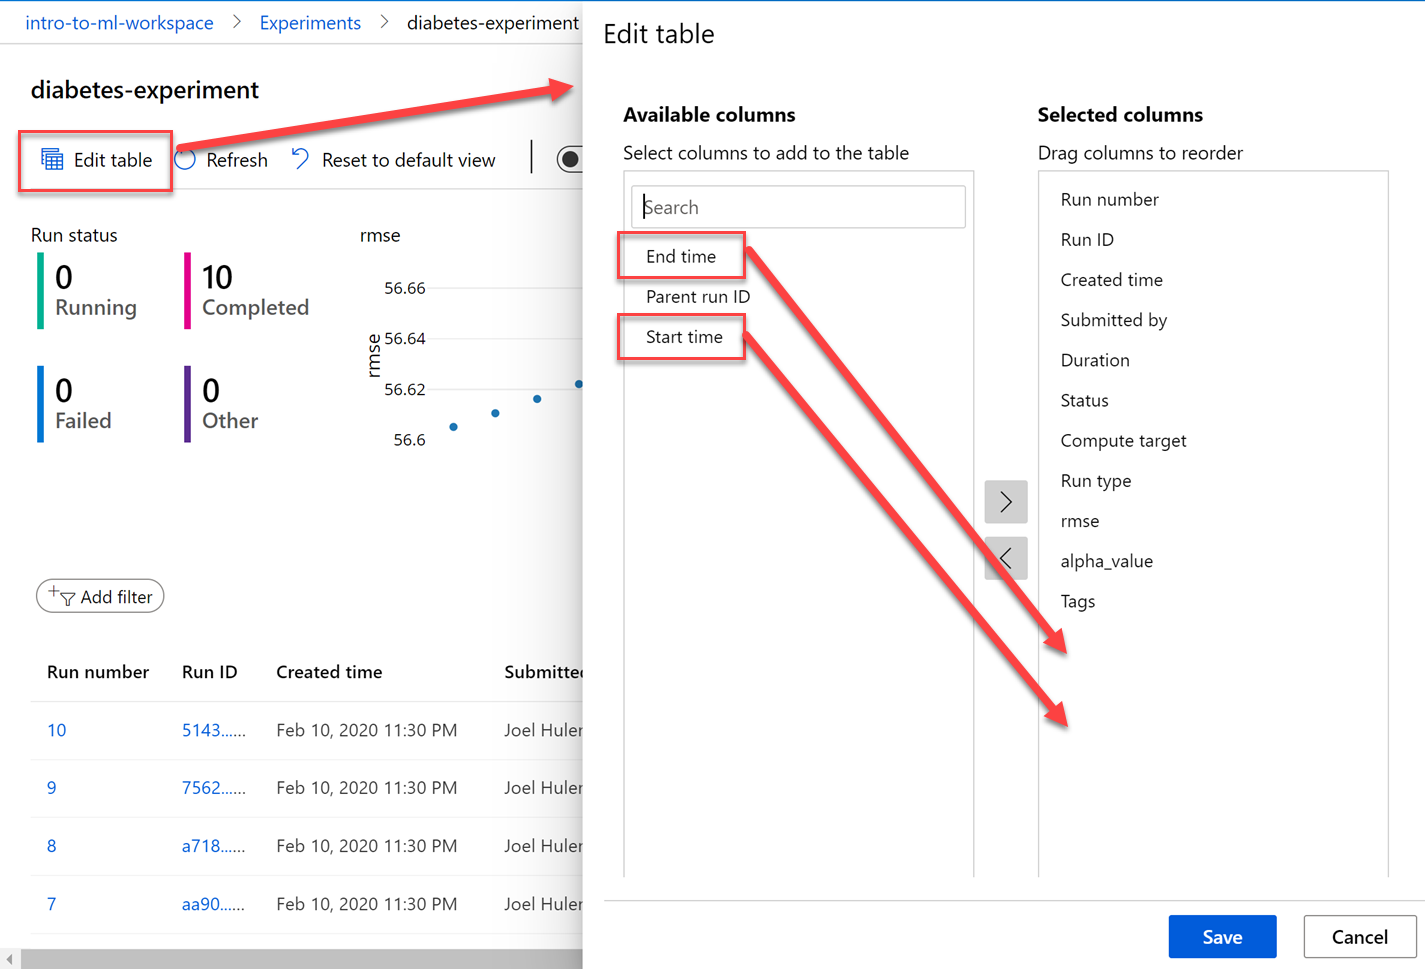 intro-to-ml-workspace > Experiments > diabetes-experiment
diabetes-experiment
Edit table
Refresh
Reset to default view
Run status
0
Running
10
Completed
0
Failed
0
Other
rmse
rmse
56.66
56.64
56.62
56.6
Add filter
Run number Run ID Created time Submitte
10 5143...... Feb 10, 2020 11:30 PM Joel Huler
9 7562...... Feb 10, 2020 11:30 PM Joel Huler
8 a718...... Feb 10, 2020 11:30 PM Joel Huler
7 aa90...... Feb 10, 2020 11:30 PM Joel Huler
Edit table
Available columns
Select columns to add to the table
Search
End time
Parent run ID
Start time
Selected columns
Drag columns to reorder
Run number
Run ID
Created time
Submitted by
Duration
Status
Compute target
Run type
rmse
alpha_value
Tags
Save
Cancel